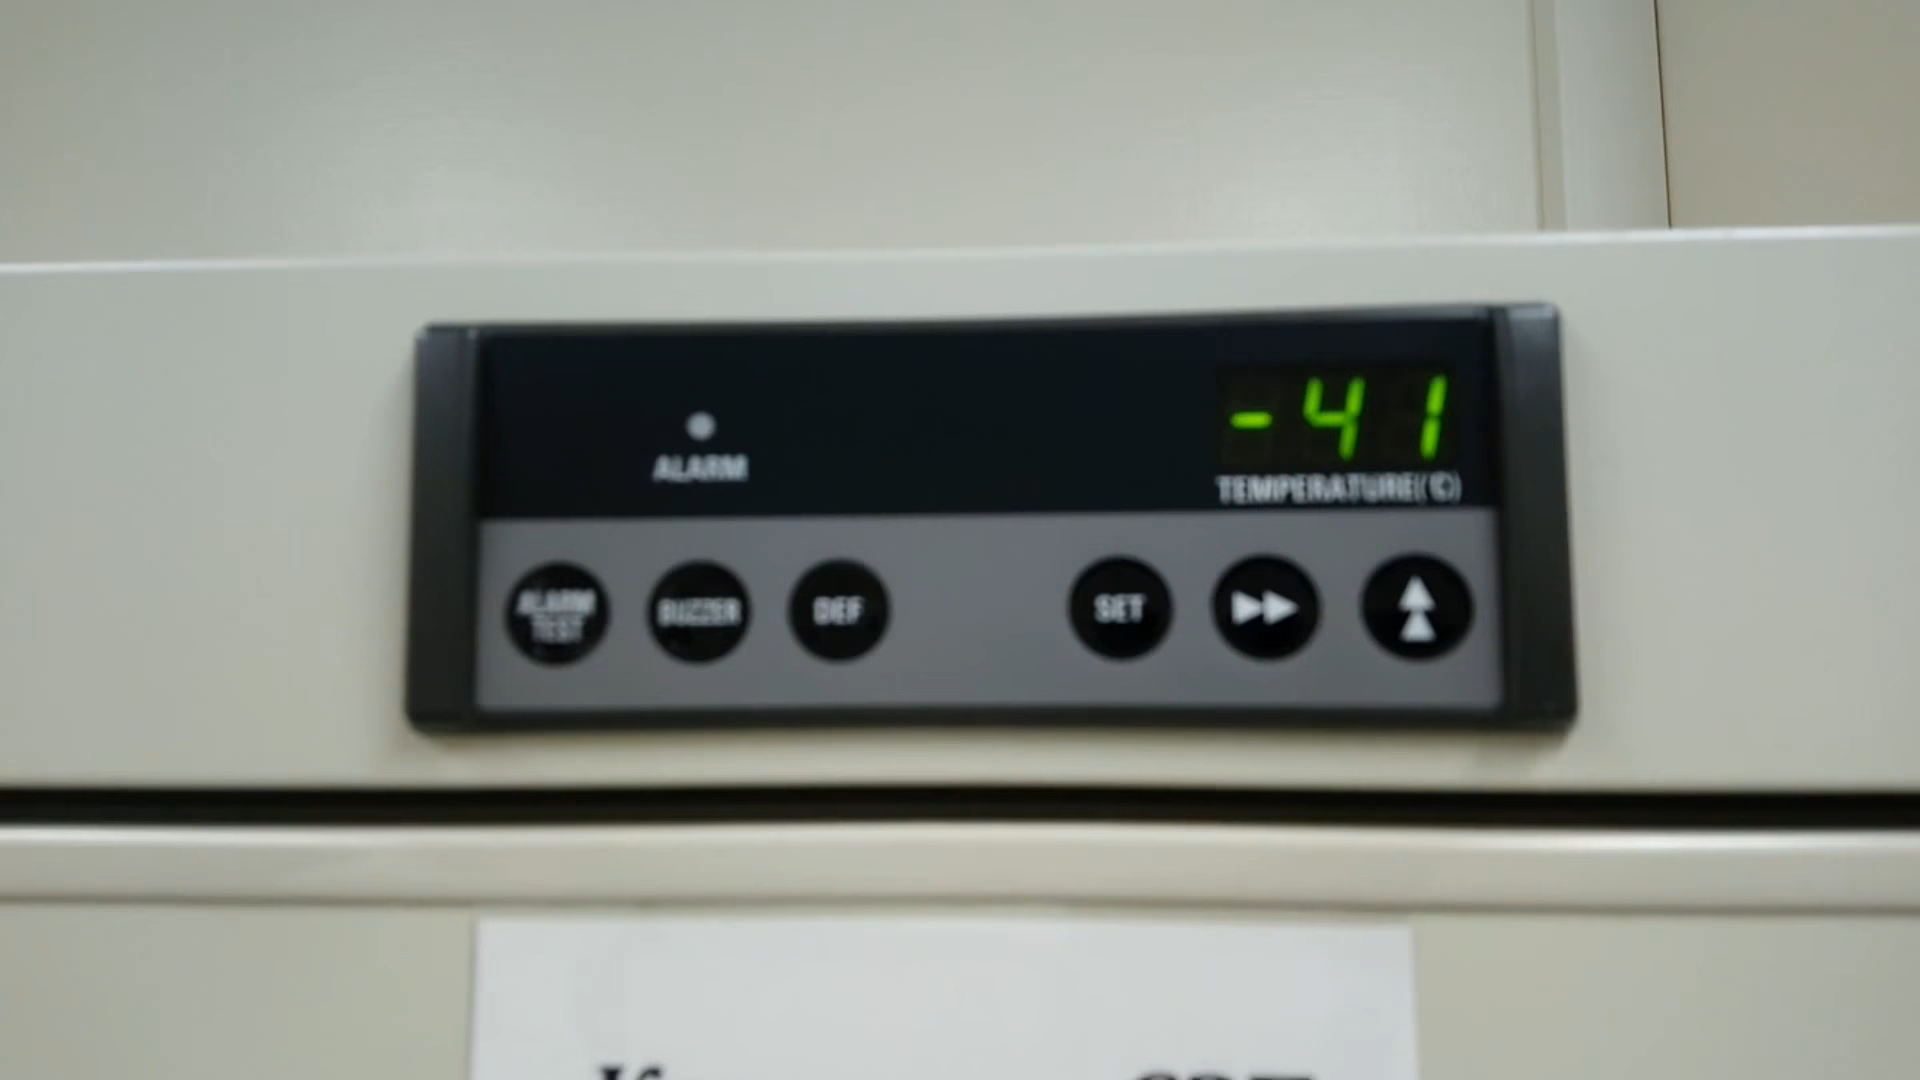 -41
ALARM
TEMPERATURE(°C)
ALARM
TEST
BUZZER
DEF
SET